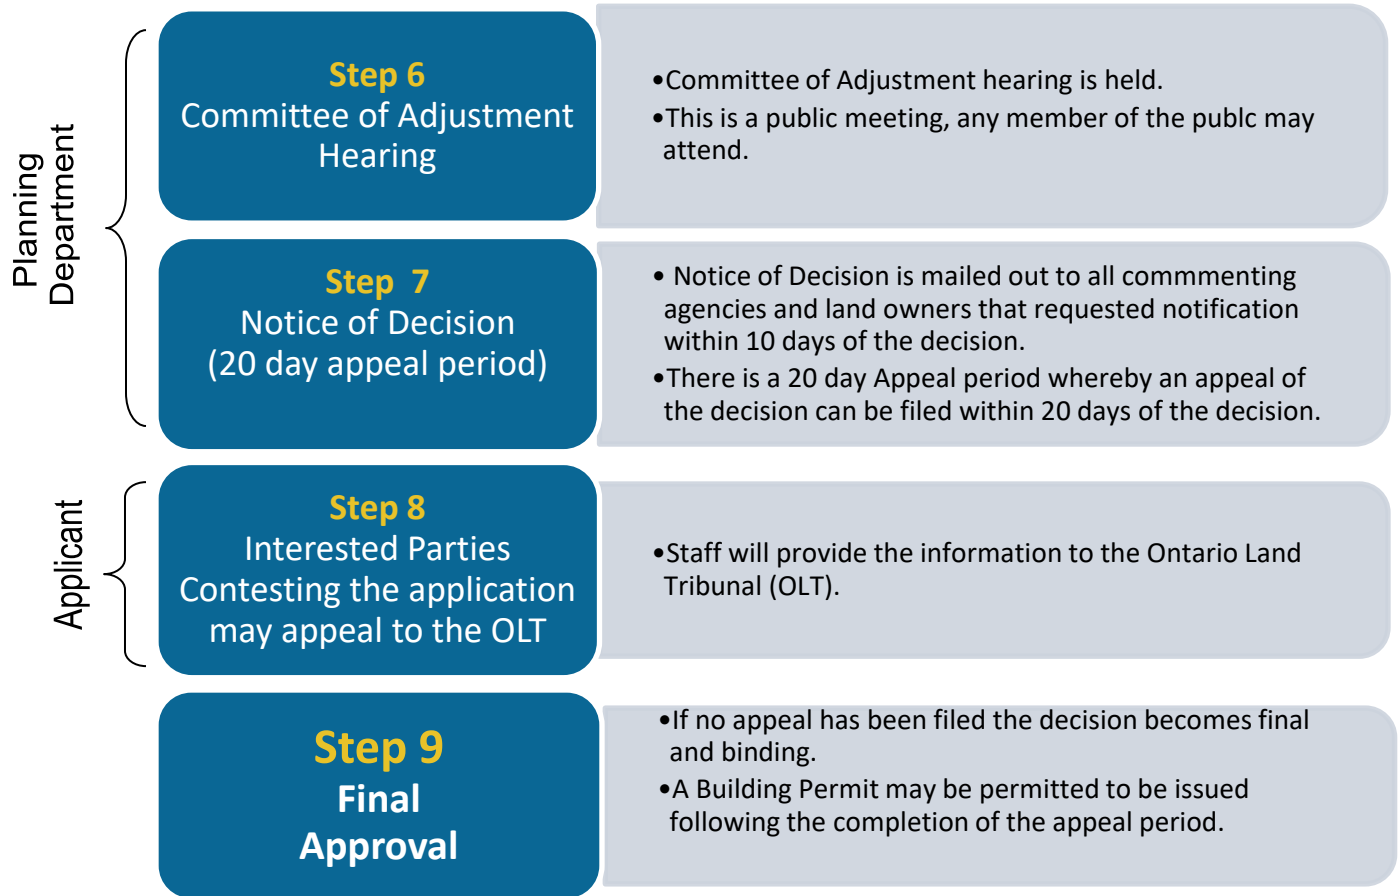 Planning
Department
Step 6
Committee of Adjustment
Hearing
•Committee of Adjustment hearing is held.
•This is a public meeting, any member of the publc may
attend.
Step 7
Notice of Decision
(20 day appeal period)
• Notice of Decision is mailed out to all commmenting
agencies and land owners that requested notification
within 10 days of the decision.
•There is a 20 day Appeal period whereby an appeal of
the decision can be filed within 20 days of the decision.
Applicant
Step 8
Interested Parties
Contesting the application
may appeal to the OLT
•Staff will provide the information to the Ontario Land
Tribunal (OLT).
Step 9
Final
Approval
•If no appeal has been filed the decision becomes final
and binding.
•A Building Permit may be permitted to be issued
following the completion of the appeal period.